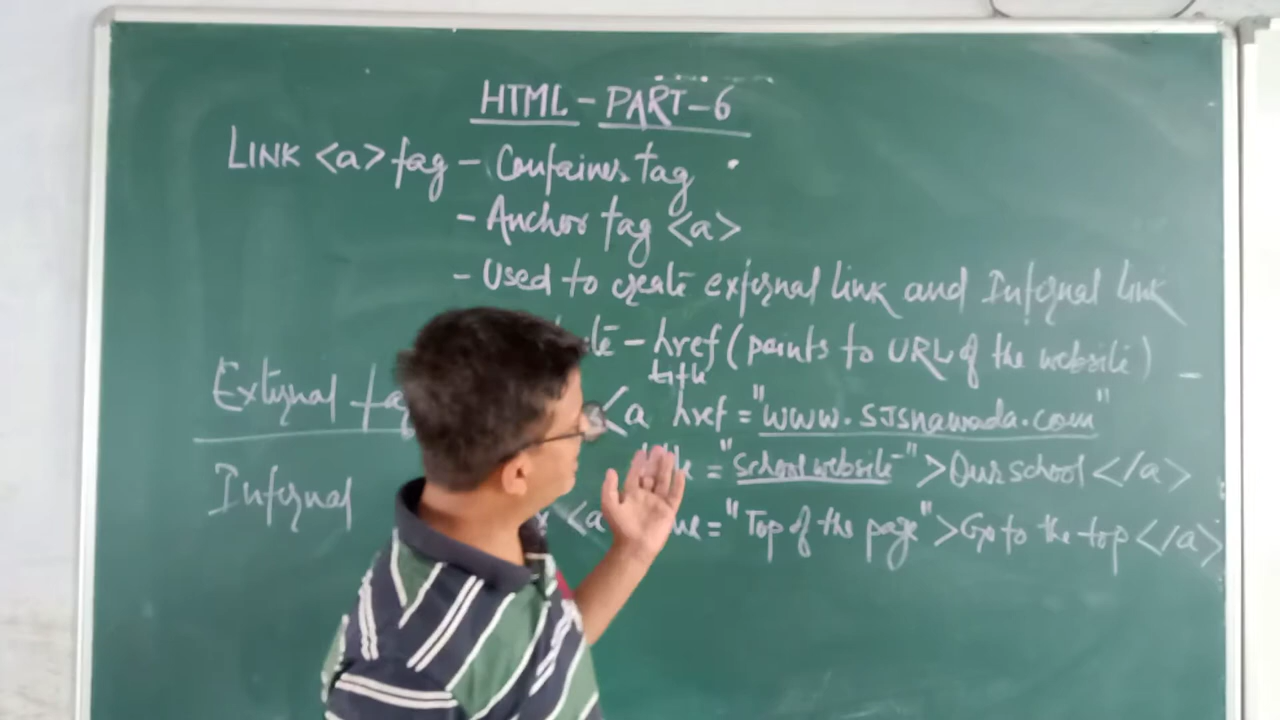 HTML - PART-6
LINK <a> tag - Container tag
- Anchor tag <a>
- Used to create external link and Internal link
- href (points to URL of the website)
title
External tag <a href = "www.SJSnawada.com"
= "School website" > Our school </a>
Internal <a = "Top of the page" > Go to the top </a>